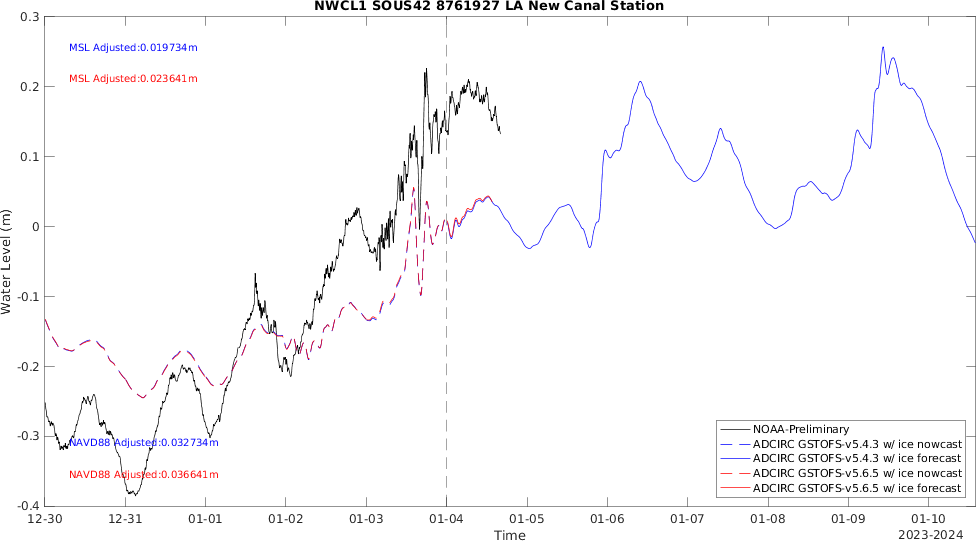 NWCL1 SOUS42 8761927 LA New Canal Station
0.3
0.2
0.1
0
-0.1
-0.2
-0.3
-0.4
Water Level (m)
MSL Adjusted:0.019734m
MSL Adjusted:0.023641m
NAVD88 Adjusted:0.032734m
NAVD88 Adjusted:0.036641m
NOAA-Preliminary
ADCIRC GSTOFS-v5.4.3 w/ ice nowcast
ADCIRC GSTOFS-v5.4.3 w/ ice forecast
ADCIRC GSTOFS-v5.6.5 w/ ice nowcast
ADCIRC GSTOFS-v5.6.5 w/ ice forecast
12-30 12-31 01-01 01-02 01-03 01-04 01-05 01-06 01-07 01-08 01-09 01-10
Time
2023-2024